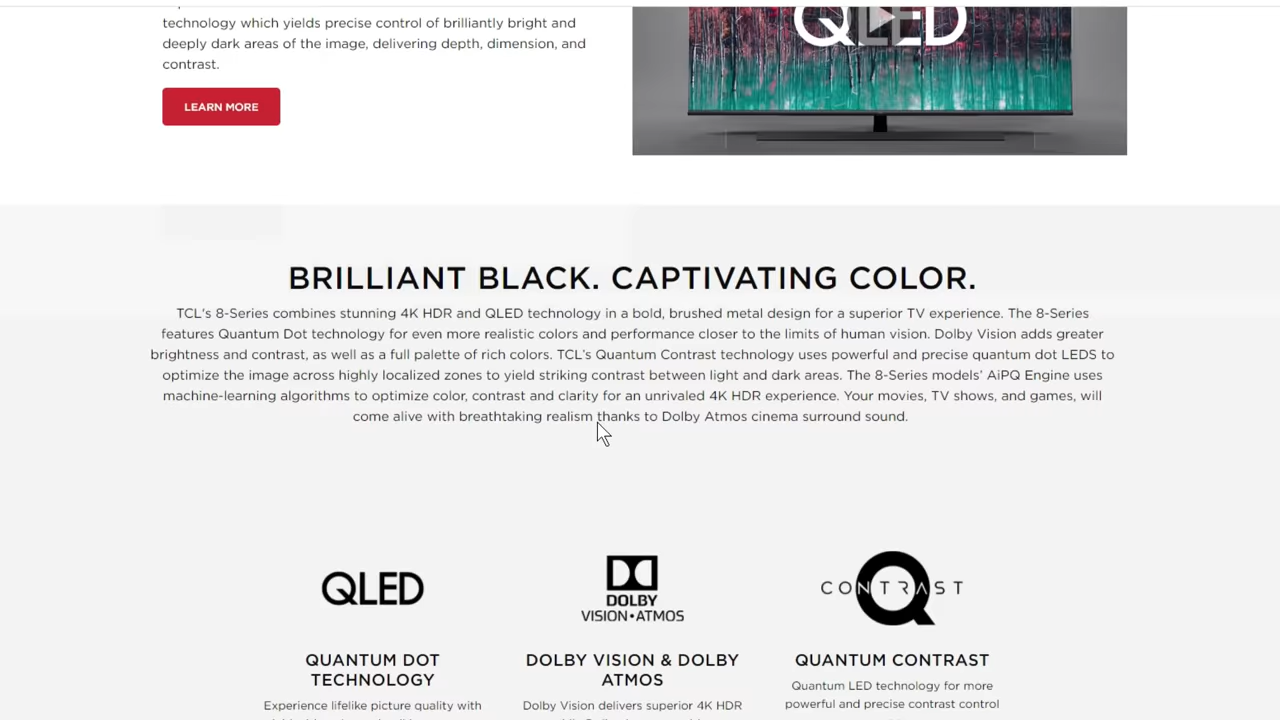 technology which yields precise control of brilliantly bright and
deeply dark areas of the image, delivering depth, dimension, and
contrast.
LEARN MORE
QLED
BRILLIANT BLACK. CAPTIVATING COLOR.
TCL's 8-Series combines stunning 4K HDR and QLED technology in a bold, brushed metal design for a superior TV experience. The 8-Series
features Quantum Dot technology for even more realistic colors and performance closer to the limits of human vision. Dolby Vision adds greater
brightness and contrast, as well as a full palette of rich colors. TCL's Quantum Contrast technology uses powerful and precise quantum dot LEDS to
optimize the image across highly localized zones to yield striking contrast between light and dark areas. The 8-Series models' AiPQ Engine uses
machine-learning algorithms to optimize color, contrast and clarity for an unrivaled 4K HDR experience. Your movies, TV shows, and games, will
come alive with breathtaking realism thanks to Dolby Atmos cinema surround sound.
QLED
DOLBY
VISION•ATMOS
CONTRAST
QUANTUM DOT
TECHNOLOGY
Experience lifelike picture quality with
DOLBY VISION & DOLBY
ATMOS
Dolby Vision delivers superior 4K HDR
QUANTUM CONTRAST
Quantum LED technology for more
powerful and precise contrast control